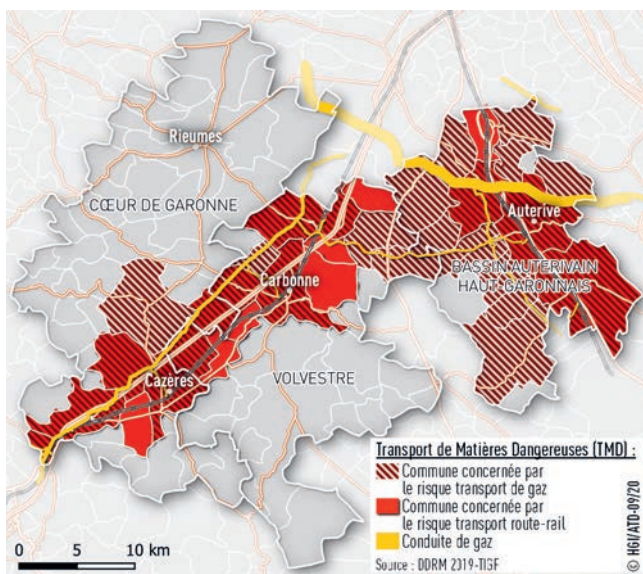 Rieumes
CŒUR DE GARONNE
Auterive
BASSIN AUTERIVAIN
HAUT-GARONNAIS
Carbonne
Cazères
VOLVESTRE
Transport de Matières Dangereuses (TMD) :
Commune concernée par
le risque transport de gaz
Commune concernée par
le risque transport route-rail
Conduite de gaz
Source : DDRM 2019-TIGF
0 5 10 km
© HGI/ATD-09/20